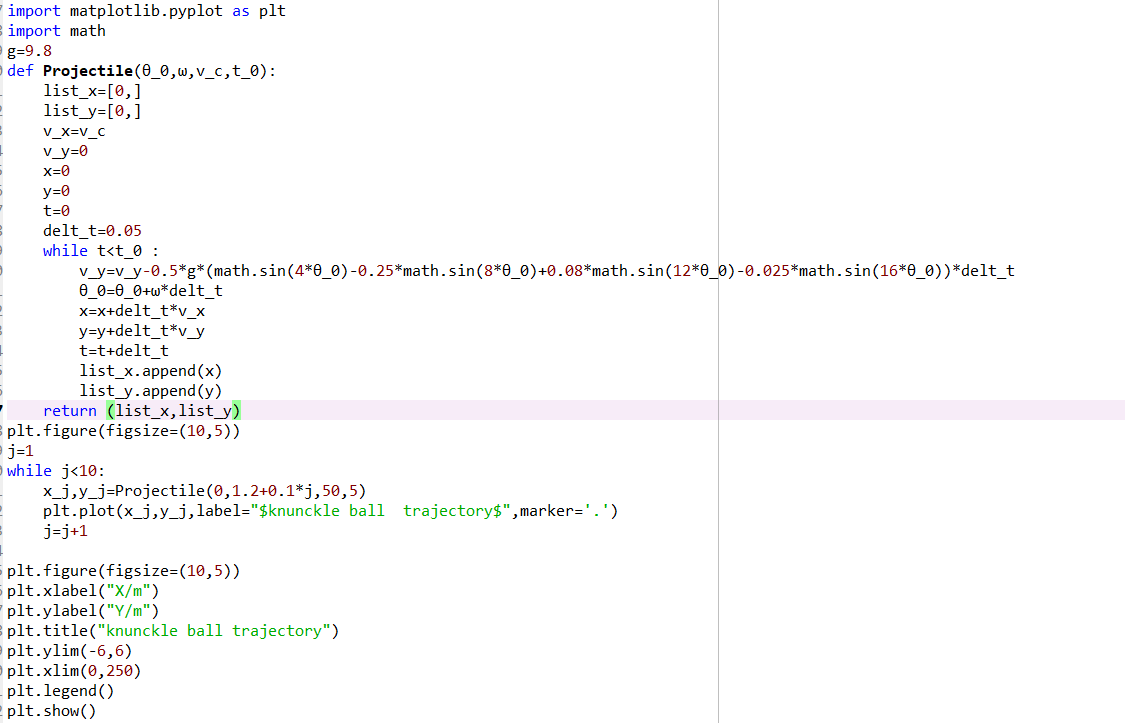 import matplotlib.pyplot as plt
import math
g=9.8
def Projectile(θ_0,ω,v_c,t_0):
    list_x=[0,]
    list_y=[0,]
    v_x=v_c
    v_y=0
    x=0
    y=0
    t=0
    delt_t=0.05
    while t<t_0 :
        v_y=v_y-0.5*g*(math.sin(4*θ_0)-0.25*math.sin(8*θ_0)+0.08*math.sin(12*θ_0)-0.025*math.sin(16*θ_0))*delt_t
        θ_0=θ_0+ω*delt_t
        x=x+delt_t*v_x
        y=y+delt_t*v_y
        t=t+delt_t
        list_x.append(x)
        list_y.append(y)
    return (list_x,list_y)
plt.figure(figsize=(10,5))
j=1
while j<10:
    x_j,y_j=Projectile(0,1.2+0.1*j,50,5)
    plt.plot(x_j,y_j,label="$knunckle ball  trajectory$",marker='.')
    j=j+1
plt.figure(figsize=(10,5))
plt.xlabel("X/m")
plt.ylabel("Y/m")
plt.title("knunckle ball trajectory")
plt.ylim(-6,6)
plt.xlim(0,250)
plt.legend()
plt.show()